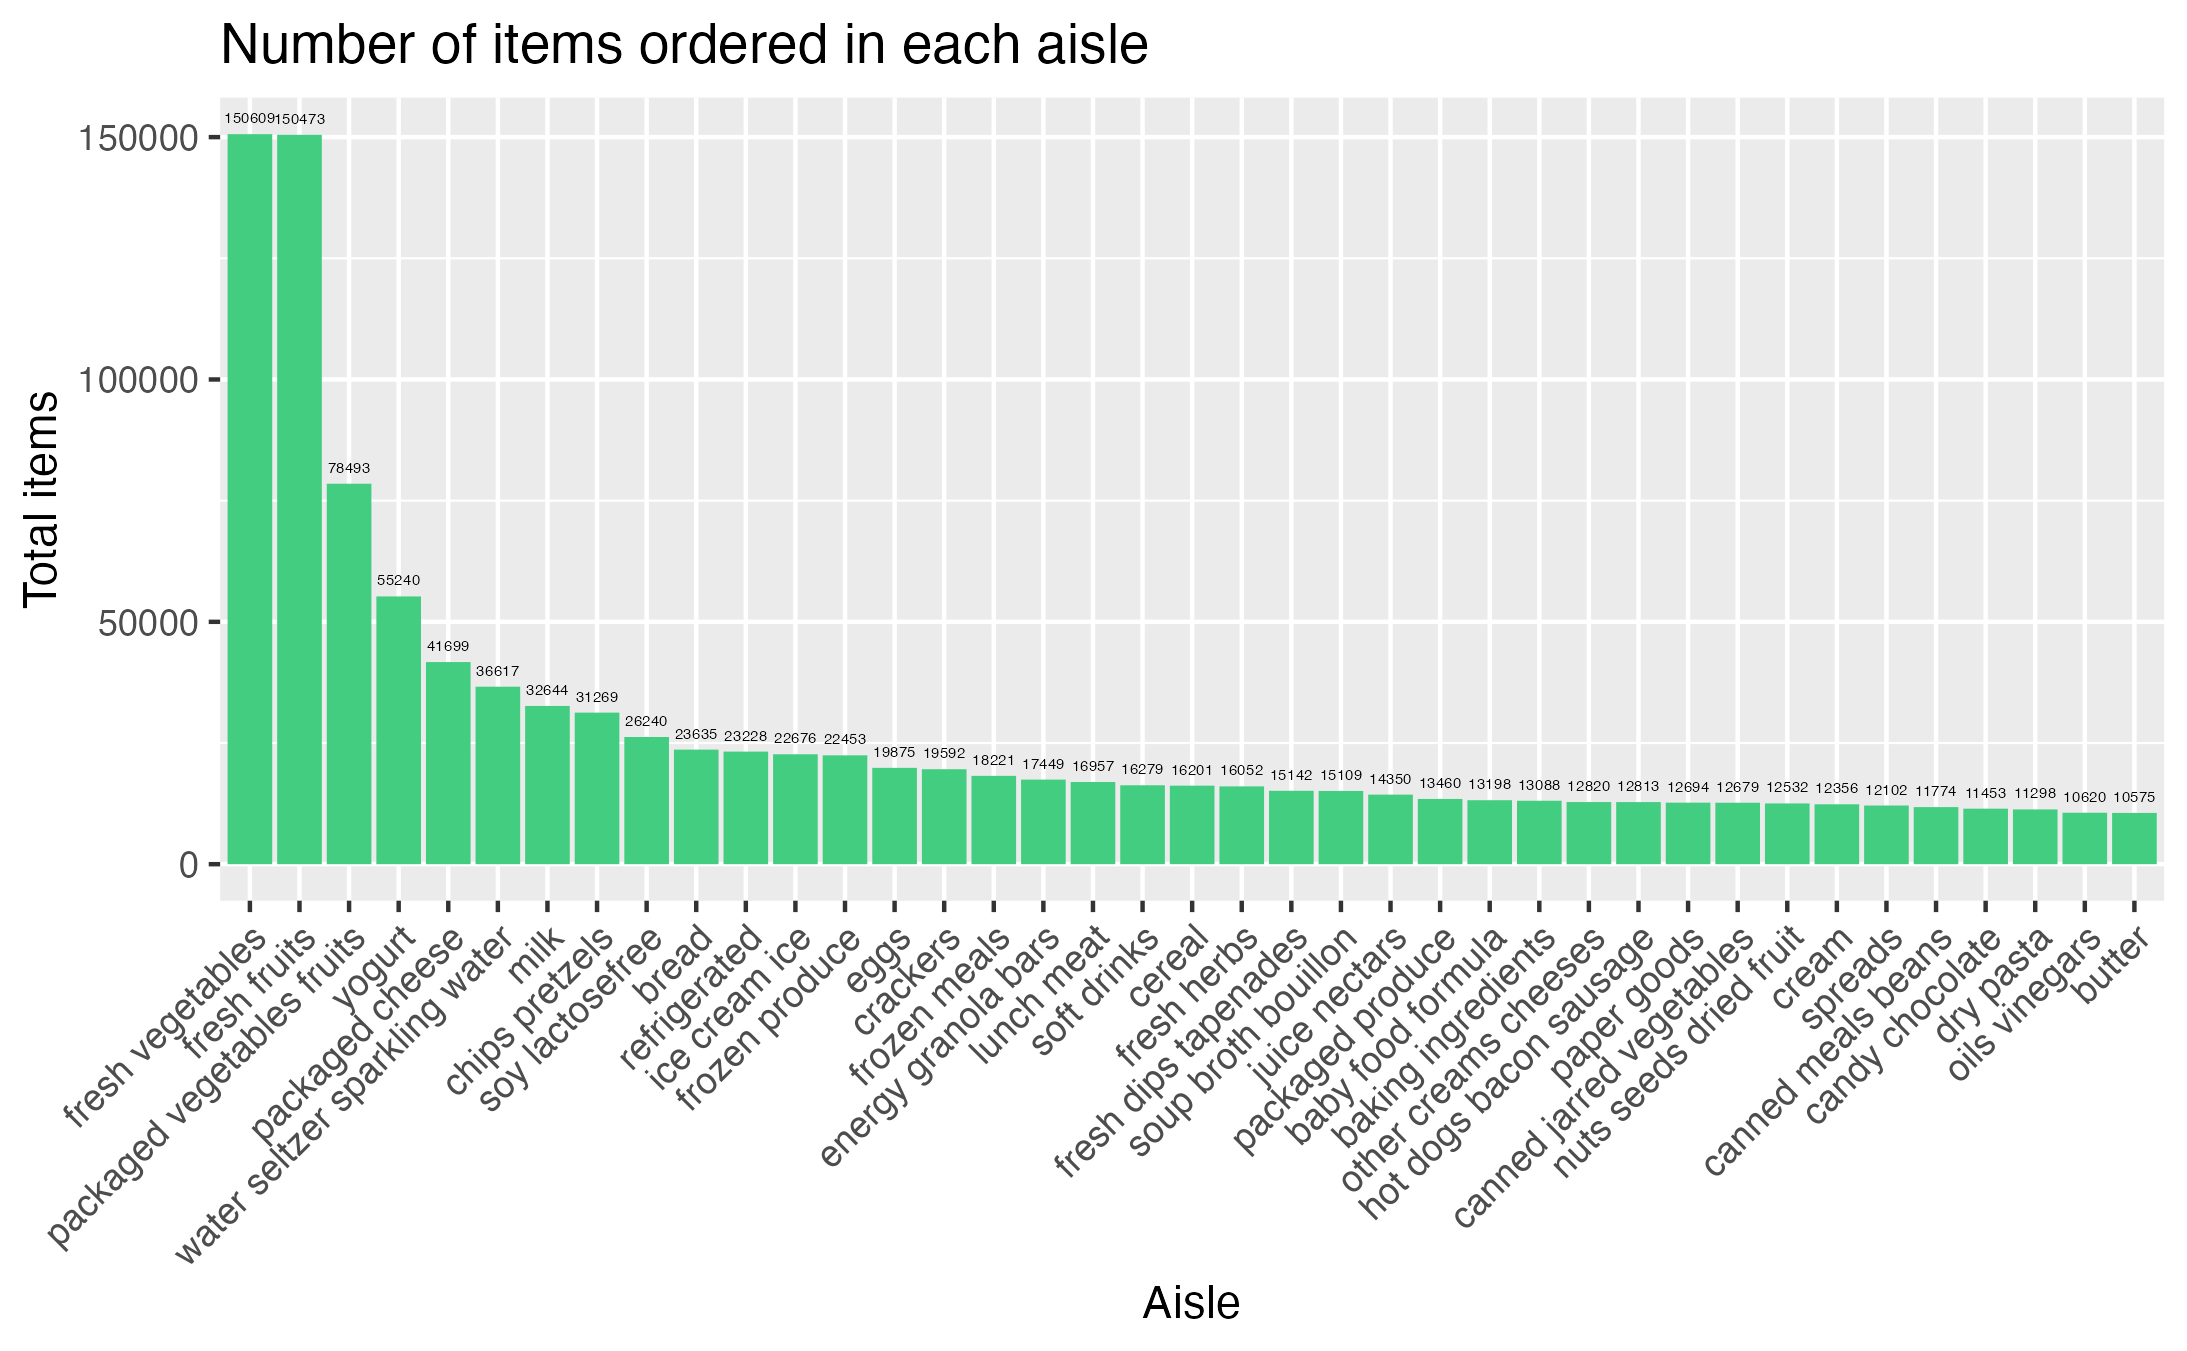 Number of items ordered in each aisle
Total items
150000
100000
50000
0
150609
150473
78493
55240
41699
36617
32644
31269
26240
23635
23228
22676
22453
19875
19592
18221
17449
16957
16279
16201
16052
15142
15109
14350
13460
13198
13088
12820
12813
12694
12679
12532
12356
12102
11774
11453
11298
10620
10575
fresh vegetables
fresh fruits
packaged vegetables fruits
yogurt
packaged cheese
water seltzer sparkling water
milk
chips pretzels
soy lactosefree
bread
refrigerated
ice cream ice
frozen produce
eggs
crackers
frozen meals
energy granola bars
lunch meat
soft drinks
cereal
fresh herbs
fresh dips tapenades
soup broth bouillon
juice nectars
packaged produce
baby food formula
baking ingredients
other creams cheeses
hot dogs bacon sausage
paper goods
canned jarred vegetables
nuts seeds dried fruit
cream
spreads
canned meals beans
candy chocolate
dry pasta
oils vinegars
butter
Aisle